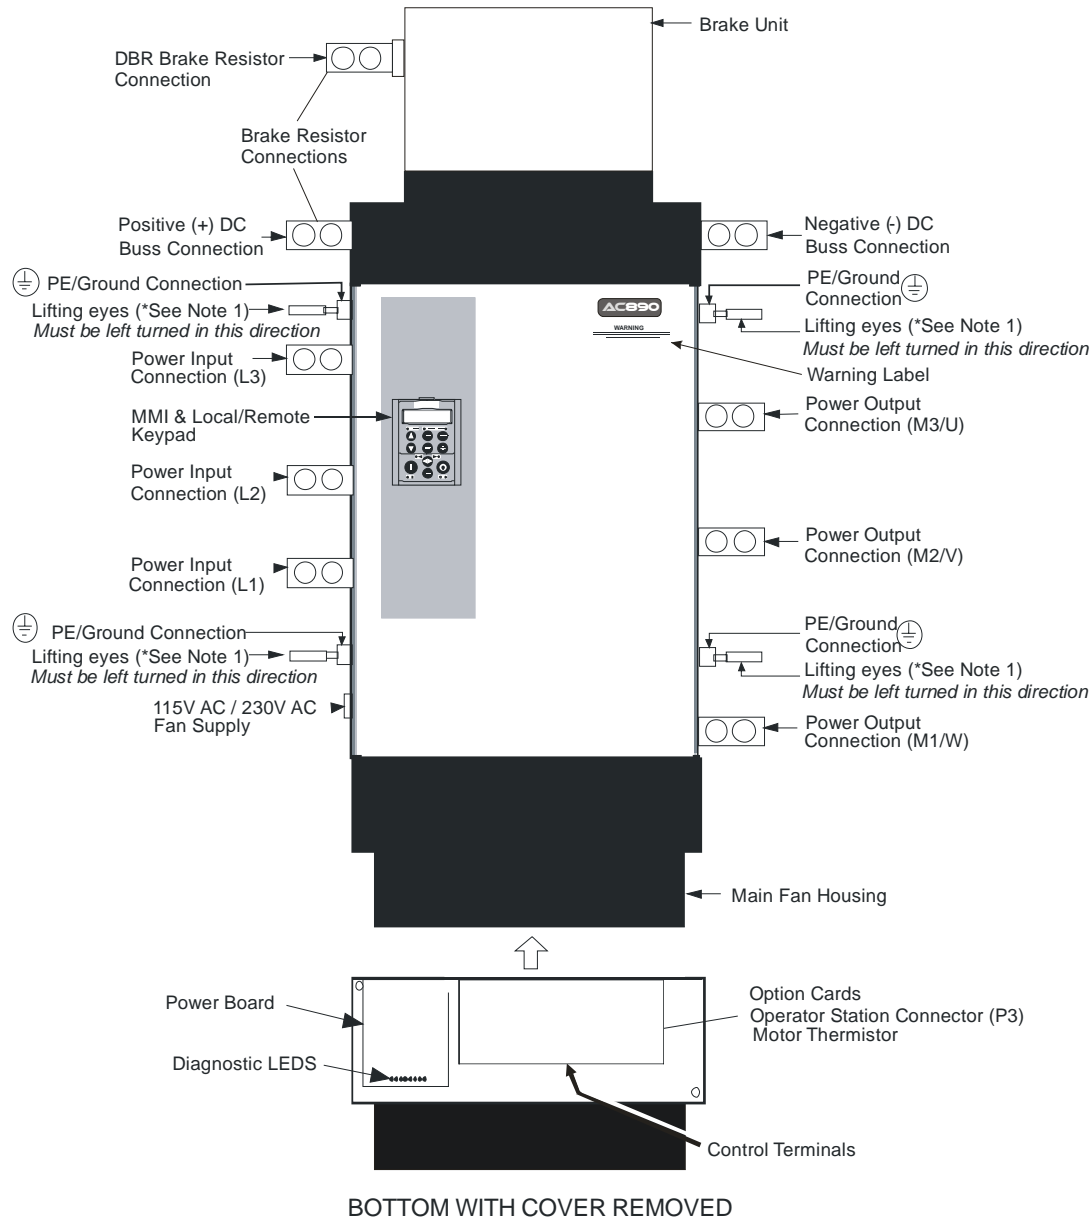 Brake Unit
DBR Brake Resistor
Connection
Brake Resistor
Connections
Positive (+) DC
Buss Connection
Negative (-) DC
Buss Connection
PE/Ground Connection
Lifting eyes (*See Note 1)
Must be left turned in this direction
PE/Ground
Connection
Lifting eyes (*See Note 1)
Must be left turned in this direction
AC890
WARNING
Warning Label
Power Input
Connection (L3)
MMI & Local/Remote
Keypad
Power Output
Connection (M3/U)
Power Input
Connection (L2)
Power Output
Connection (M2/V)
Power Input
Connection (L1)
PE/Ground Connection
Lifting eyes (*See Note 1)
Must be left turned in this direction
PE/Ground
Connection
Lifting eyes (*See Note 1)
Must be left turned in this direction
115V AC / 230V AC
Fan Supply
Power Output
Connection (M1/W)
Main Fan Housing
Power Board
Option Cards
Operator Station Connector (P3)
Motor Thermistor
Diagnostic LEDS
Control Terminals
BOTTOM WITH COVER REMOVED